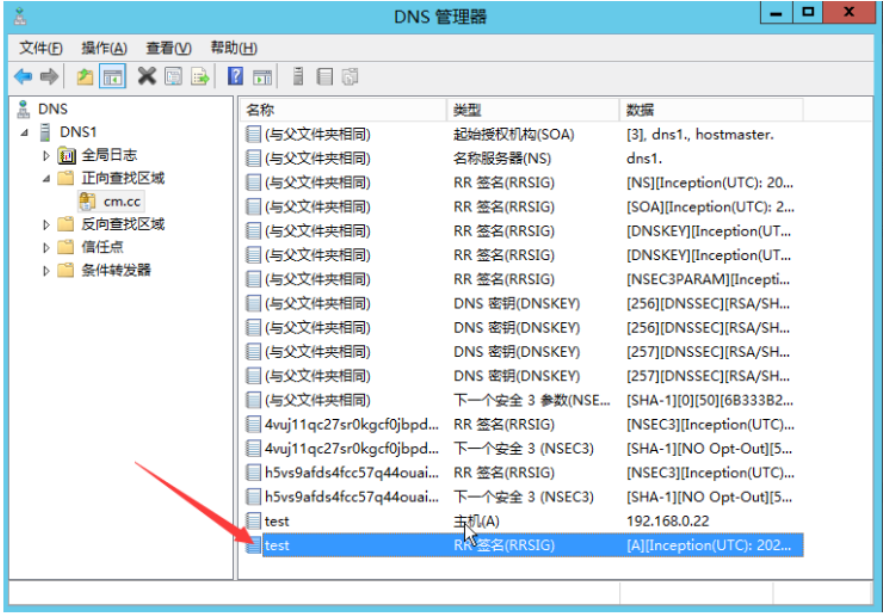 DNS 管理器
文件(F) 操作(A) 查看(V) 帮助(H)
DNS
DNS1
全局日志
正向查找区域
cm.cc
反向查找区域
信任点
条件转发器
名称 类型 数据
(与父文件夹相同) 起始授权机构(SOA) [3], dns1., hostmaster.
(与父文件夹相同) 名称服务器(NS) dns1.
(与父文件夹相同) RR 签名(RRSIG) [NS][Inception(UTC): 20...
(与父文件夹相同) RR 签名(RRSIG) [SOA][Inception(UTC): 2...
(与父文件夹相同) RR 签名(RRSIG) [DNSKEY][Inception(UT...
(与父文件夹相同) RR 签名(RRSIG) [DNSKEY][Inception(UT...
(与父文件夹相同) RR 签名(RRSIG) [NSEC3PARAM][Incepti...
(与父文件夹相同) DNS 密钥(DNSKEY) [256][DNSSEC][RSA/SH...
(与父文件夹相同) DNS 密钥(DNSKEY) [256][DNSSEC][RSA/SH...
(与父文件夹相同) DNS 密钥(DNSKEY) [257][DNSSEC][RSA/SH...
(与父文件夹相同) DNS 密钥(DNSKEY) [257][DNSSEC][RSA/SH...
(与父文件夹相同) 下一个安全 3 参数(NSE... [SHA-1][0][50][6B333B2...
4vuj11qc27sr0kgcf0jbpd... RR 签名(RRSIG) [NSEC3][Inception(UTC)...
4vuj11qc27sr0kgcf0jbpd... 下一个安全 3 (NSEC3) [SHA-1][NO Opt-Out][5...
h5vs9afds4fcc57q44ouai... RR 签名(RRSIG) [NSEC3][Inception(UTC)...
h5vs9afds4fcc57q44ouai... 下一个安全 3 (NSEC3) [SHA-1][NO Opt-Out][5...
test 主机(A) 192.168.0.22
test RR 签名(RRSIG) [A][Inception(UTC): 202...